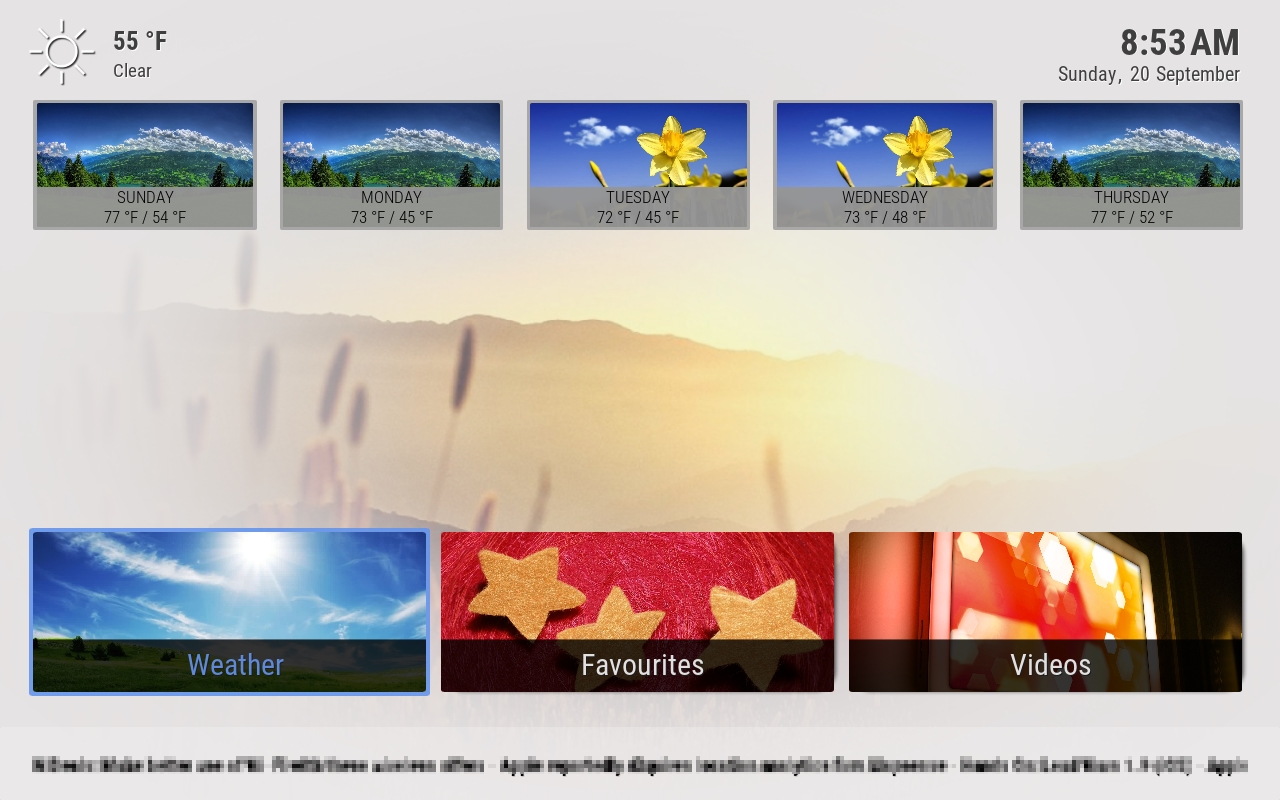 55 °F
Clear
8:53 AM
Sunday, 20 September
SUNDAY
77 °F / 54 °F
MONDAY
73 °F / 45 °F
TUESDAY
72 °F / 45 °F
WEDNESDAY
73 °F / 48 °F
THURSDAY
77 °F / 52 °F
Weather
Favourites
Videos